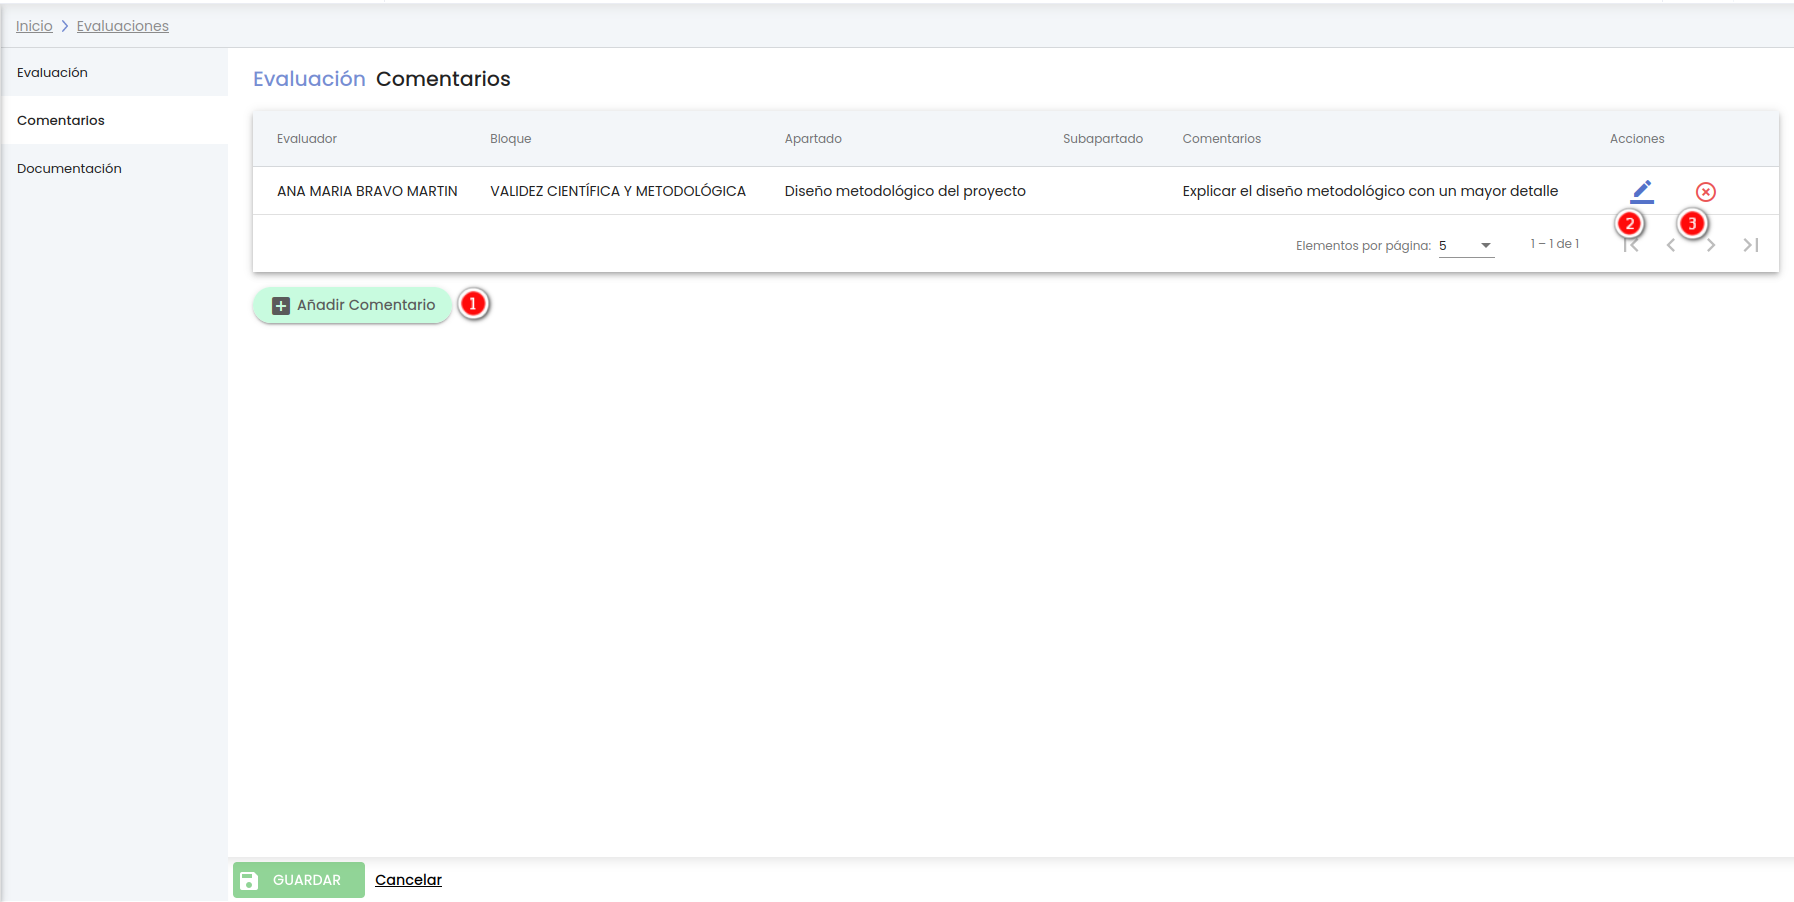 Inicio > Evaluaciones
Evaluación
Comentarios
Documentación
Evaluación Comentarios
Evaluador Bloque Apartado Subapartado Comentarios Acciones
ANA MARIA BRAVO MARTIN VALIDEZ CIENTÍFICA Y METODOLÓGICA Diseño metodológico del proyecto Explicar el diseño metodológico con un mayor detalle
2 3
Elementos por página: 5 1 – 1 de 1
Añadir Comentario 1
GUARDAR Cancelar